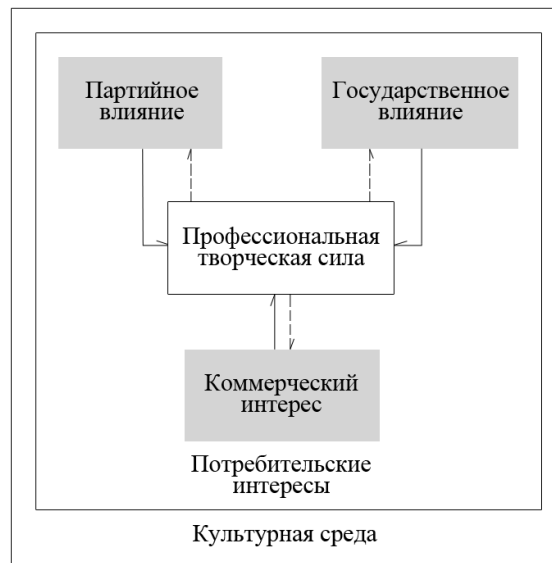 Партийное
влияние
Государственное
влияние
Профессиональная
творческая сила
Коммерческий
интерес
Потребительские
интересы
Культурная среда